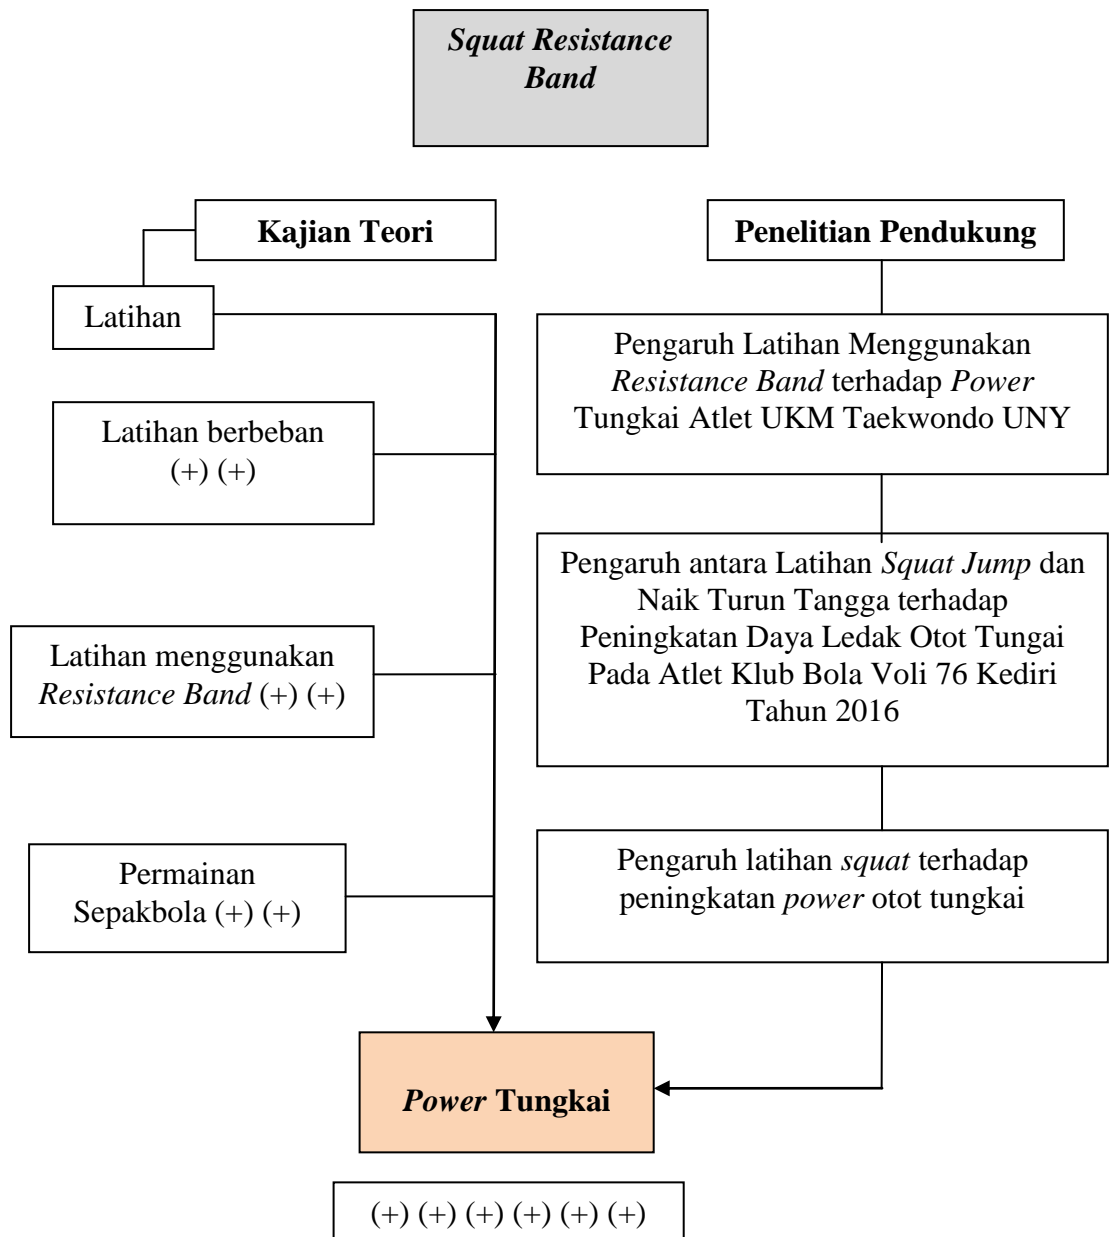 Squat Resistance
Band
Kajian Teori
Latihan
Latihan berbeban
(+) (+)
Latihan menggunakan
Resistance Band (+) (+)
Permainan
Sepakbola (+) (+)
Penelitian Pendukung
Pengaruh Latihan Menggunakan
Resistance Band terhadap Power
Tungkai Atlet UKM Taekwondo UNY
Pengaruh antara Latihan Squat Jump dan
Naik Turun Tangga terhadap
Peningkatan Daya Ledak Otot Tungai
Pada Atlet Klub Bola Voli 76 Kediri
Tahun 2016
Pengaruh latihan squat terhadap
peningkatan power otot tungkai
Power Tungkai
(+) (+) (+) (+) (+) (+)